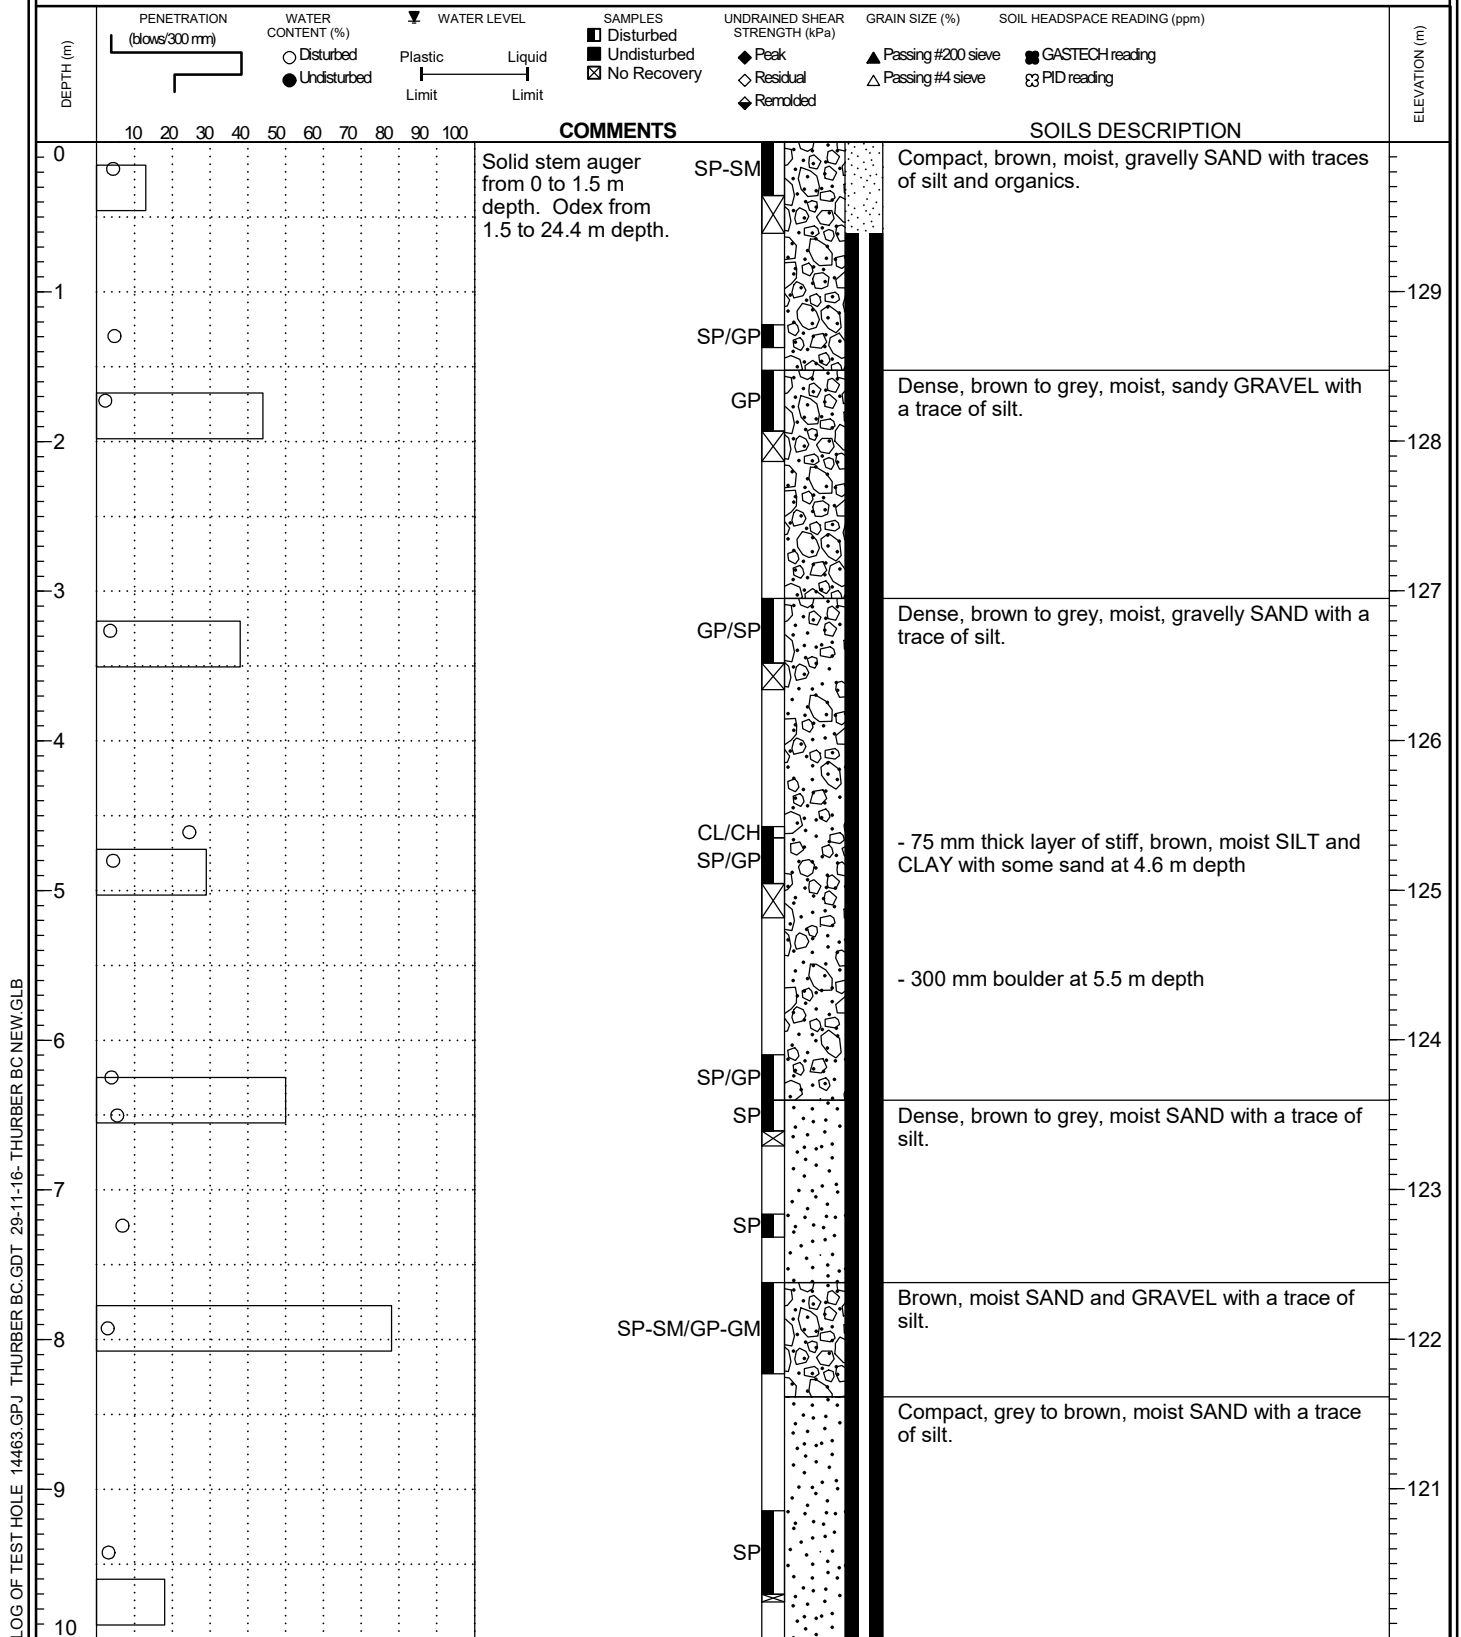 PENETRATION
(blows/300 mm)
WATER
CONTENT (%)
Disturbed
Undisturbed
WATER LEVEL
Plastic Liquid
Limit Limit
SAMPLES
Disturbed
Undisturbed
No Recovery
UNDRAINED SHEAR
STRENGTH (kPa)
Peak
Residual
Remolded
GRAIN SIZE (%)
Passing #200 sieve
Passing #4 sieve
SOIL HEADSPACE READING (ppm)
GASTECH reading
PID reading
DEPTH (m)
ELEVATION (m)
10 20 30 40 50 60 70 80 90 100
COMMENTS
SOILS DESCRIPTION
0
Solid stem auger
from 0 to 1.5 m
depth. Odex from
1.5 to 24.4 m depth.
SP-SM
Compact, brown, moist, gravelly SAND with traces
of silt and organics.
1
129
SP/GP
GP
Dense, brown to grey, moist, sandy GRAVEL with
a trace of silt.
2
128
3
127
GP/SP
Dense, brown to grey, moist, gravelly SAND with a
trace of silt.
4
126
CL/CH
SP/GP
- 75 mm thick layer of stiff, brown, moist SILT and
CLAY with some sand at 4.6 m depth
5
125
- 300 mm boulder at 5.5 m depth
6
124
SP/GP
SP
Dense, brown to grey, moist SAND with a trace of
silt.
7
123
SP
Brown, moist SAND and GRAVEL with a trace of
silt.
SP-SM/GP-GM
8
122
Compact, grey to brown, moist SAND with a trace
of silt.
9
121
SP
10
LOG OF TEST HOLE 14463.GPJ THURBER BC.GDT 29-11-16- THURBER BC NEW.GLB